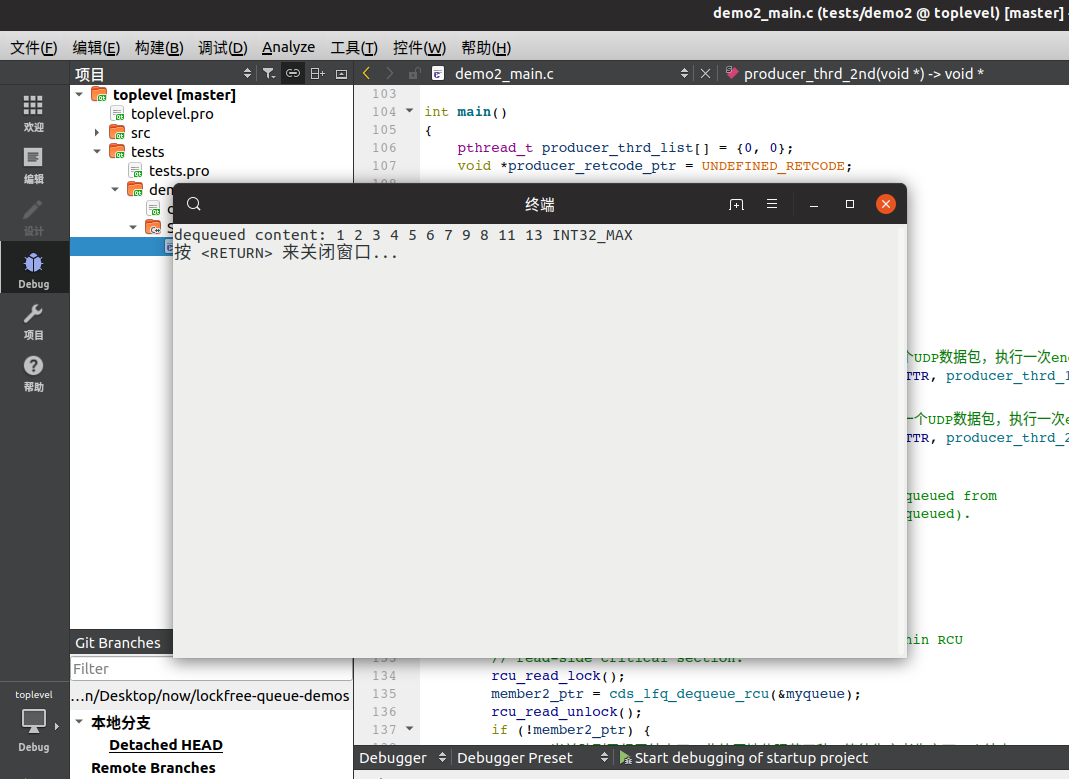 demo2_main.c (tests/demo2 @ toplevel) [master]
文件(F) 编辑(E) 构建(B) 调试(D) Analyze 工具(T) 控件(W) 帮助(H)
项目
demo2_main.c
producer_thrd_2nd(void *) -> void *
欢迎
编辑
设计
Debug
项目
帮助
toplevel [master]
toplevel.pro
src
tests
tests.pro
103
104 int main()
105 {
106 pthread_t producer_thrd_list[] = {0, 0};
107 void *producer_retcode_ptr = UNDEFINED_RETCODE;
终端
dequeued content: 1 2 3 4 5 6 7 9 8 11 13 INT32_MAX
按 <RETURN> 来关闭窗口...
个UDP数据包，执行一次en
TTR, producer_thrd_1
一个UDP数据包，执行一次e
TTR, producer_thrd_2
queued from
queued).
hin RCU
133 // read-side critical section.
134 rcu_read_lock();
135 member2_ptr = cds_lfq_dequeue_rcu(&myqueue);
136 rcu_read_unlock();
137 if (!member2_ptr) {
Git Branches
Filter
...n/Desktop/now/lockfree-queue-demos
本地分支
Detached HEAD
Remote Branches
toplevel
Debug
Debugger
Debugger Preset
Start debugging of startup project